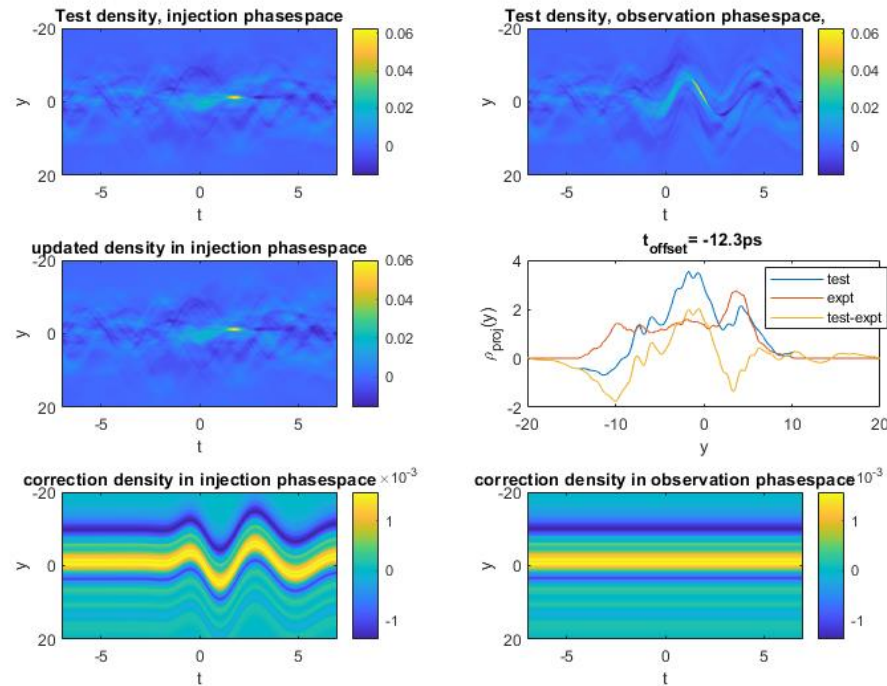 Test density, injection phasespace
-20
0
20
y
-5
0
5
t
0.06
0.04
0.02
0
Test density, observation phasespace,
-20
0
20
y
-5
0
5
t
0.06
0.04
0.02
0
updated density in injection phasespace
-20
0
20
y
-5
0
5
t
0.06
0.04
0.02
0
t_offset= -12.3ps
4
2
0
-2
ρ_proj(y)
-20
-10
0
10
20
y
test
expt
test-expt
correction density in injection phasespace ×10^-3
-20
0
20
y
-5
0
5
t
1
0
-1
correction density in observation phasespace 10^-3
-20
0
20
y
-5
0
5
t
1
0
-1